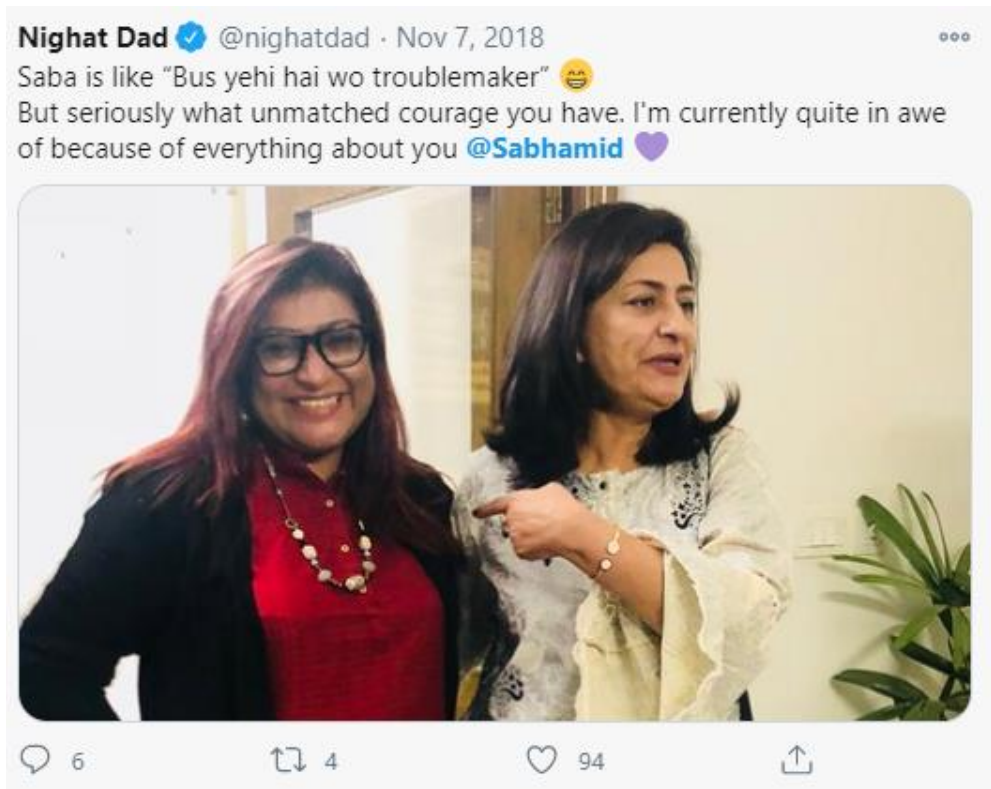 Nighat Dad @nighatdad · Nov 7, 2018
Saba is like “Bus yehi hai wo troublemaker” 😁
But seriously what unmatched courage you have. I'm currently quite in awe
of because of everything about you @Sabhamid 💜
6 4 94